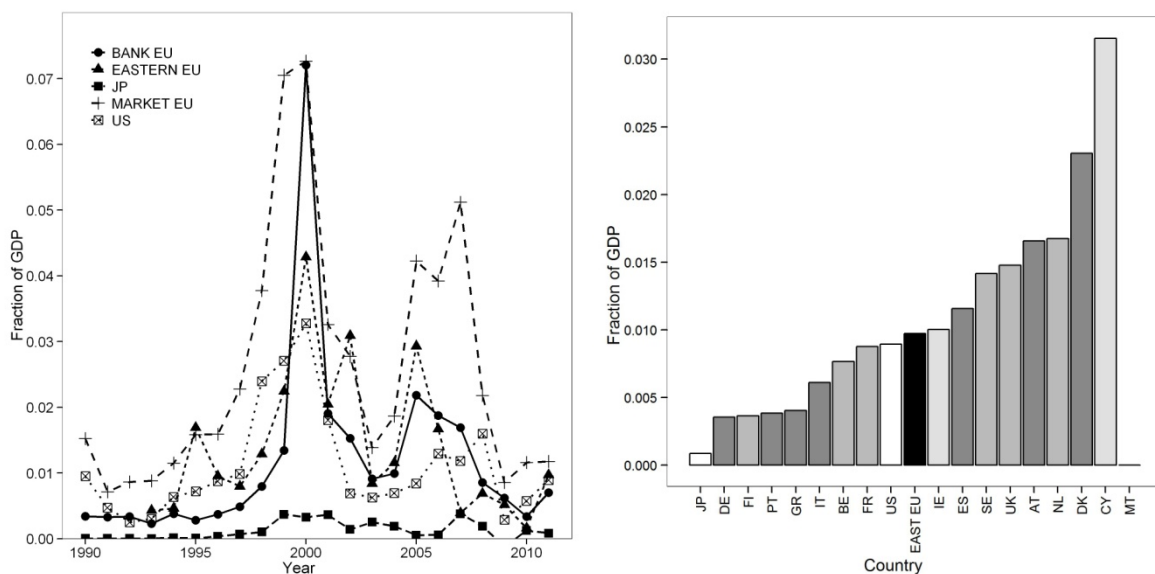 BANK EU
EASTERN EU
JP
MARKET EU
US
Fraction of GDP
0.07
0.06
0.05
0.04
0.03
0.02
0.01
0.00
1990 1995 2000 2005 2010
Year
Fraction of GDP
0.030
0.025
0.020
0.015
0.010
0.005
0.000
JP DE FI PT GR IT BE FR US EAST EU IE ES SE UK AT NL DK CY MT
Country